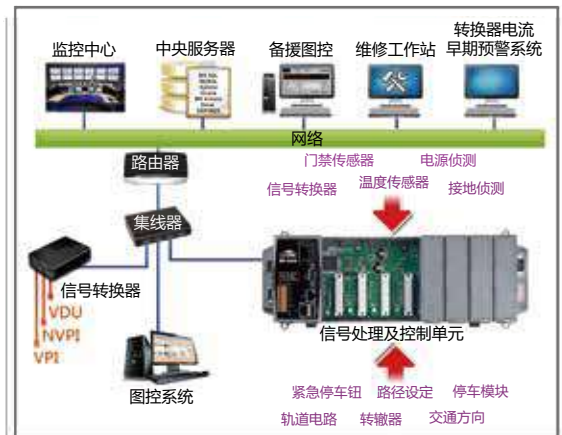 监控中心
中央服务器
备援图控
维修工作站
转换器电流
早期预警系统
网络
路由器
门禁传感器
电源侦测
信号转换器
温度传感器
接地侦测
集线器
信号转换器
VDU
NVPI
VPI
信号处理及控制单元
图控系统
紧急停车钮
路径设定
停车模块
轨道电路
转辙器
交通方向